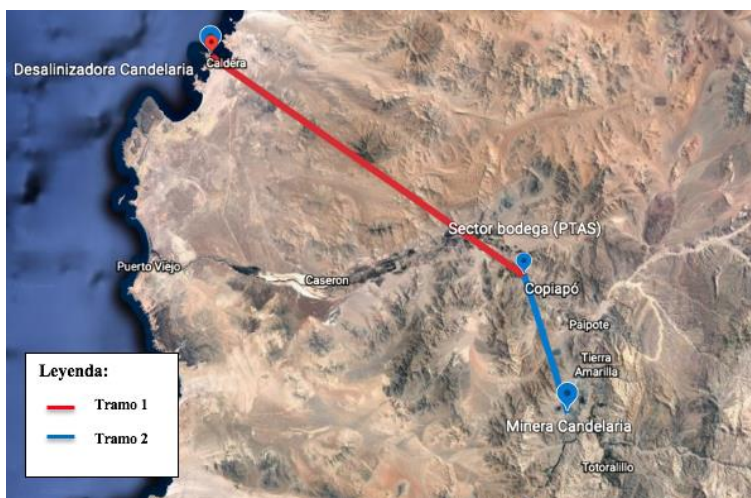 Desalinizadora Candelaria
Caldera
Sector bodega (PTAS)
Puerto Viejo
Caseron
Copiapó
Paipote
Tierra
Amarilla
Minera Candelaria
Totoralillo
Leyenda:
Tramo 1
Tramo 2